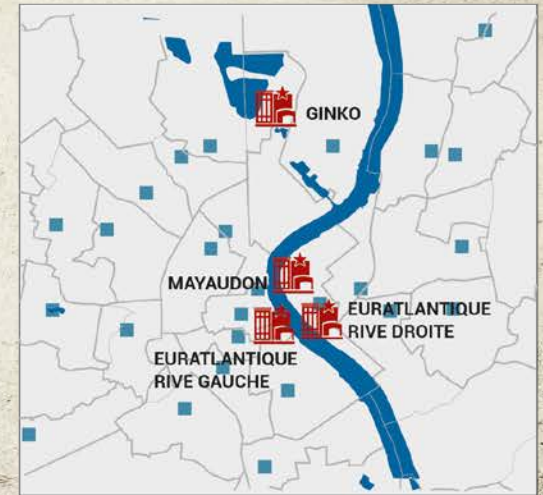 GINKO
MAYAUDON
EURATLANTIQUE
RIVE DROITE
EURATLANTIQUE
RIVE GAUCHE